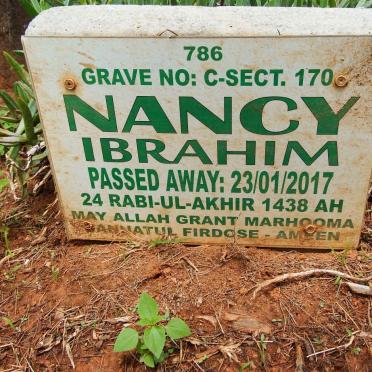 786
GRAVE NO: C-SECT. 170
NANCY
IBRAHIM
PASSED AWAY: 23/01/2017
24 RABI-UL-AKHIR 1438 AH
MAY ALLAH GRANT MARHOOMA
JANNATUL FIRDOSE - AMEEN